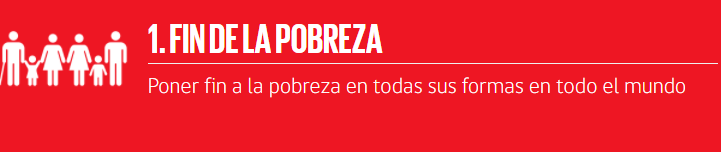 1. FIN DE LA POBREZA
Poner fin a la pobreza en todas sus formas en todo el mundo